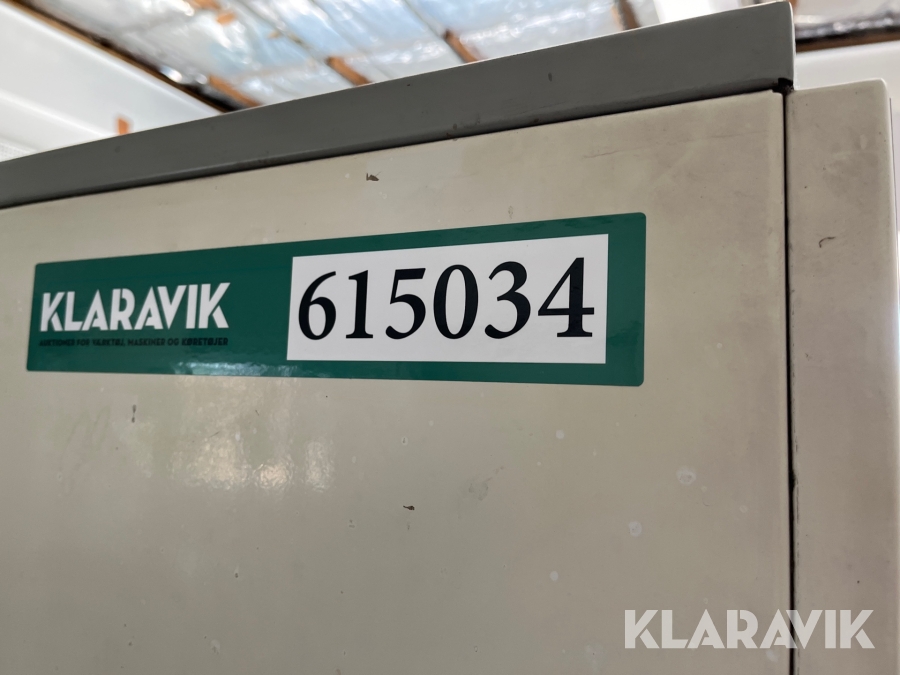 KLARAVIK
AUKTIONER FOR VÆRKTØJ, MASKINER OG KØRETØJER
615034
KLARAVIK